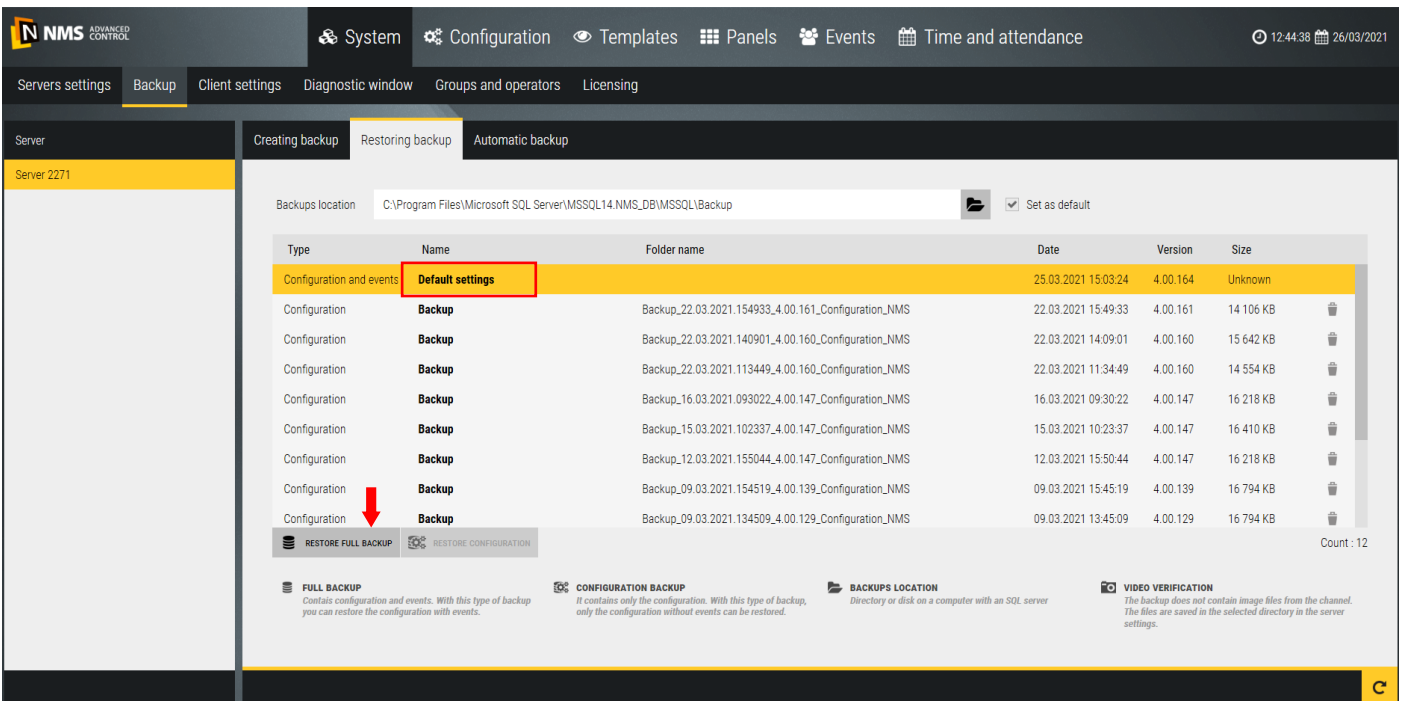 N NMS ADVANCED CONTROL
System Configuration Templates Panels Events Time and attendance
12:44:38 26/03/2021
Servers settings Backup Client settings Diagnostic window Groups and operators Licensing
Server
Server 2271
Creating backup Restoring backup Automatic backup
Backups location C:\Program Files\Microsoft SQL Server\MSSQL14.NMS_DB\MSSQL\Backup Set as default
Type Name Folder name Date Version Size
Configuration and events Default settings 25.03.2021 15:03:24 4.00.164 Unknown
Configuration Backup Backup_22.03.2021.154933_4.00.161_Configuration_NMS 22.03.2021 15:49:33 4.00.161 14 106 KB
Configuration Backup Backup_22.03.2021.140901_4.00.160_Configuration_NMS 22.03.2021 14:09:01 4.00.160 15 642 KB
Configuration Backup Backup_22.03.2021.113449_4.00.160_Configuration_NMS 22.03.2021 11:34:49 4.00.160 14 554 KB
Configuration Backup Backup_16.03.2021.093022_4.00.147_Configuration_NMS 16.03.2021 09:30:22 4.00.147 16 218 KB
Configuration Backup Backup_15.03.2021.102337_4.00.147_Configuration_NMS 15.03.2021 10:23:37 4.00.147 16 410 KB
Configuration Backup Backup_12.03.2021.155044_4.00.147_Configuration_NMS 12.03.2021 15:50:44 4.00.147 16 218 KB
Configuration Backup Backup_09.03.2021.154519_4.00.139_Configuration_NMS 09.03.2021 15:45:19 4.00.139 16 794 KB
Configuration Backup Backup_09.03.2021.134509_4.00.129_Configuration_NMS 09.03.2021 13:45:09 4.00.129 16 794 KB
RESTORE FULL BACKUP RESTORE CONFIGURATION Count : 12
FULL BACKUP
Contais configuration and events. With this type of backup
you can restore the configuration with events.
CONFIGURATION BACKUP
It contains only the configuration. With this type of backup,
only the configuration without events can be restored.
BACKUPS LOCATION
Directory or disk on a computer with an SQL server
VIDEO VERIFICATION
The backup does not contain image files from the channel.
The files are saved in the selected directory in the server
settings.